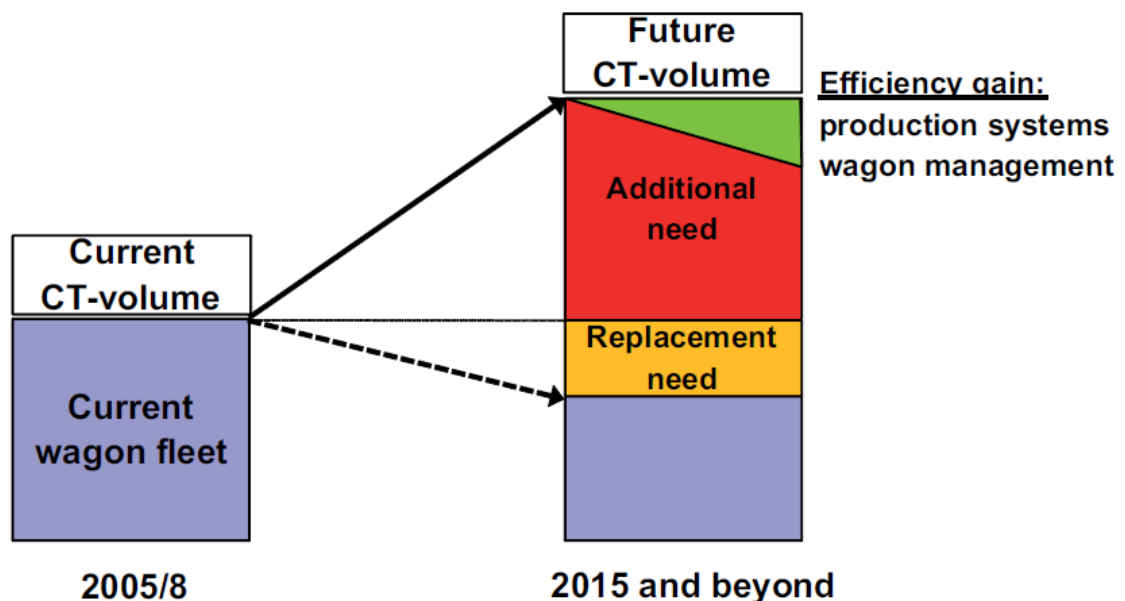 Future
CT-volume
Efficiency gain:
production systems
wagon management
Additional
need
Current
CT-volume
Replacement
need
Current
wagon fleet
2005/8
2015 and beyond